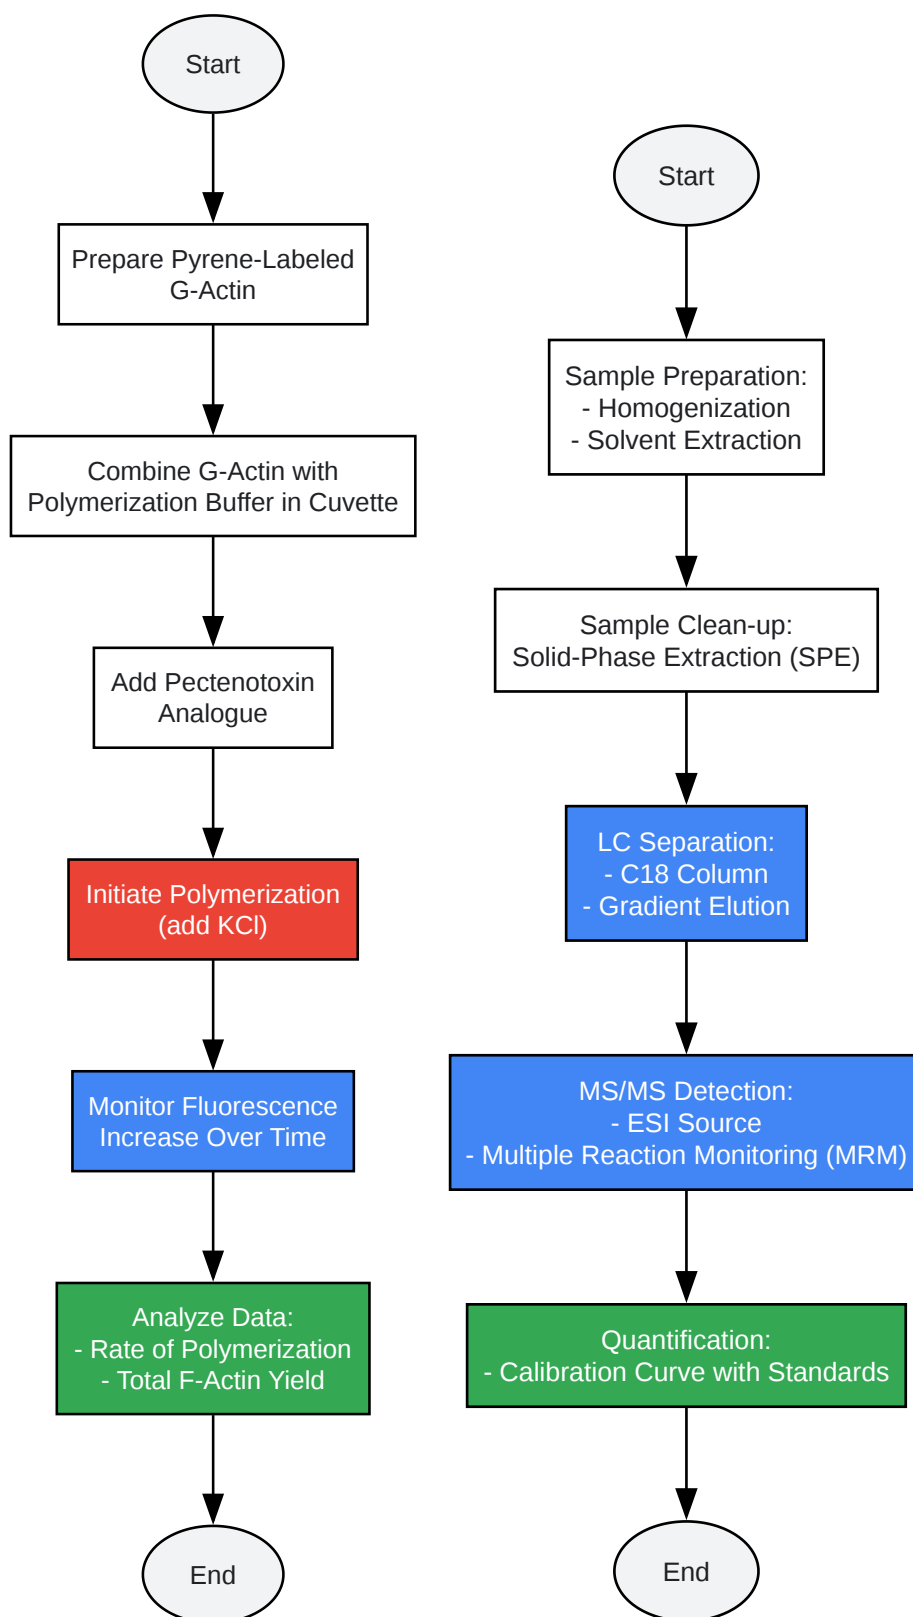 Start
Prepare Pyrene-Labeled
G-Actin
Combine G-Actin with
Polymerization Buffer in Cuvette
Add Pectenotoxin
Analogue
Initiate Polymerization
(add KCl)
Monitor Fluorescence
Increase Over Time
Analyze Data:
- Rate of Polymerization
- Total F-Actin Yield
End
Start
Sample Preparation:
- Homogenization
- Solvent Extraction
Sample Clean-up:
Solid-Phase Extraction (SPE)
LC Separation:
- C18 Column
- Gradient Elution
MS/MS Detection:
- ESI Source
- Multiple Reaction Monitoring (MRM)
Quantification:
- Calibration Curve with Standards
End